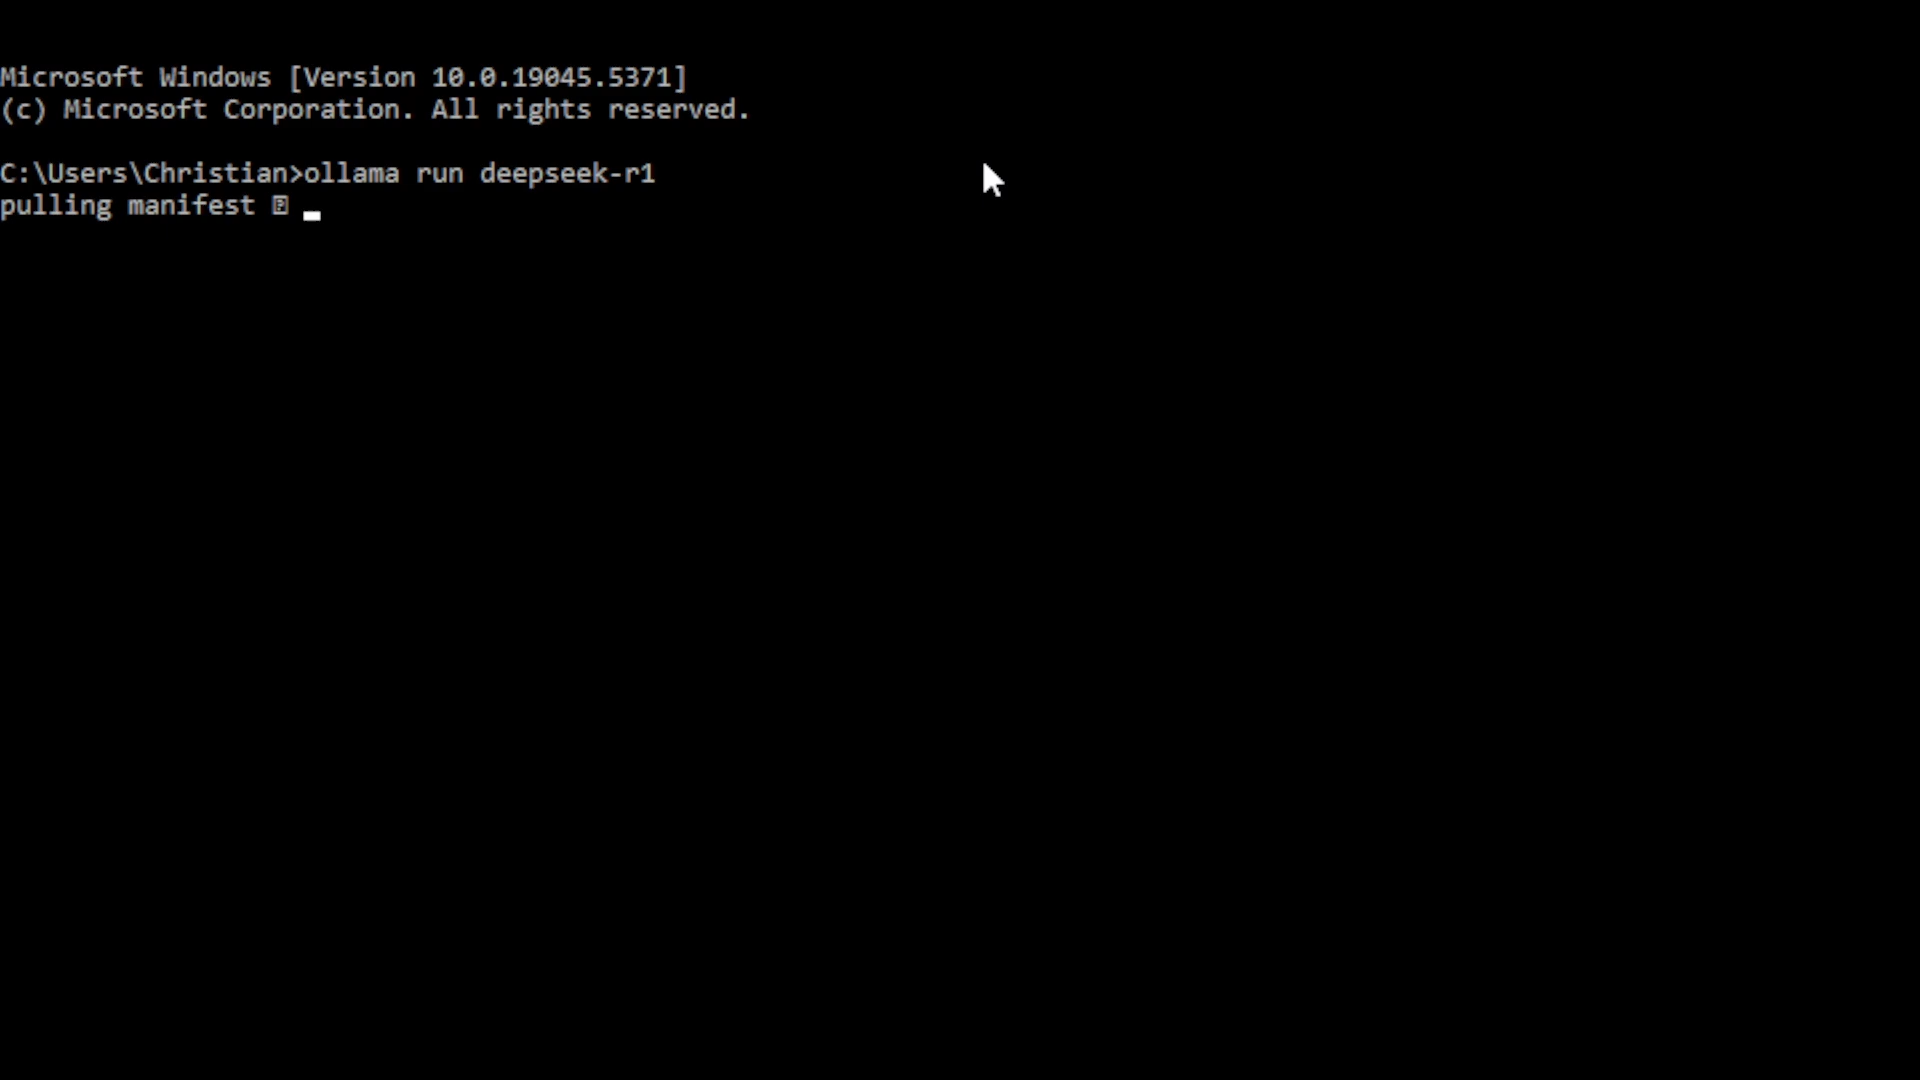 Microsoft Windows [Version 10.0.19045.5371]
(c) Microsoft Corporation. All rights reserved.
C:\Users\Christian>ollama run deepseek-r1
pulling manifest